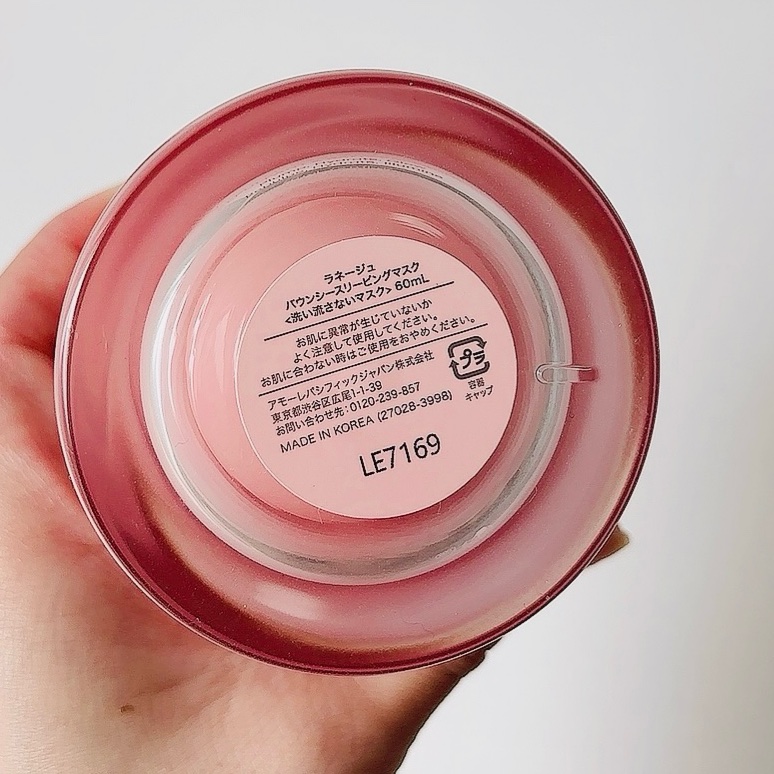 ラネージュ
バウンシースリーピングマスク
<洗い流さないマスク> 60mL
お肌に異常が生じていないか
よく注意して使用してください。
お肌に合わない時はご使用をおやめください。
アモーレパシフィックジャパン株式会社
東京都渋谷区広尾1-1-39
お問い合わせ先:0120-239-857
MADE IN KOREA (27028-3998)
プラ
容器
キャップ
LE7169